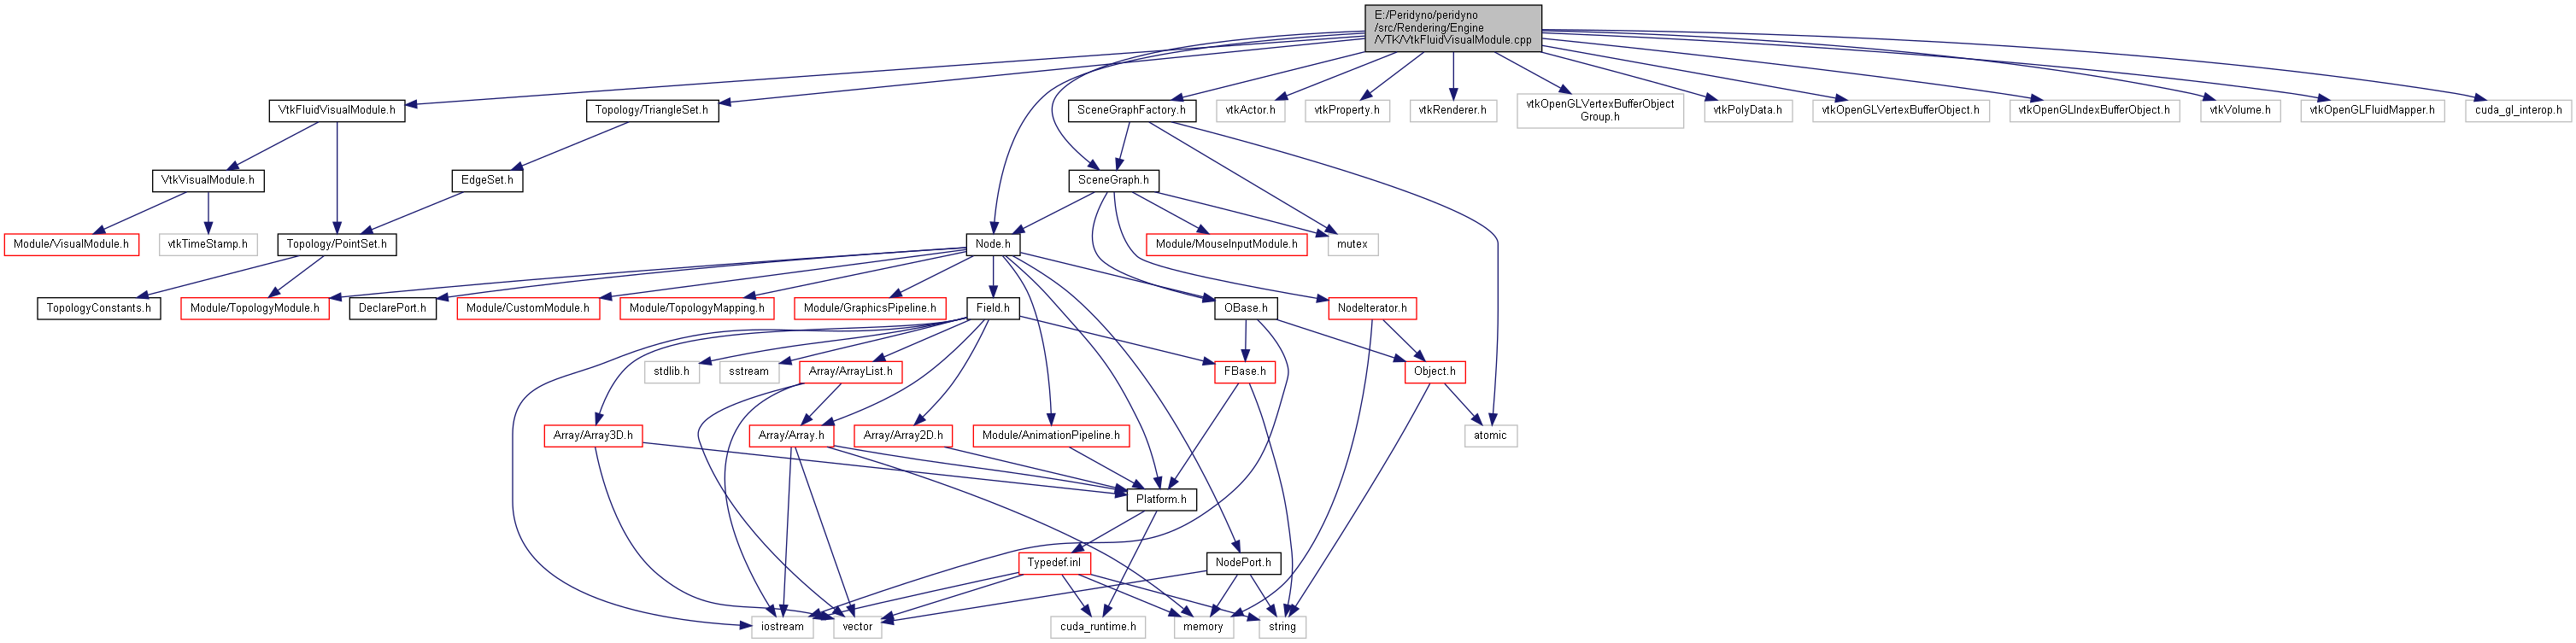 E:/Peridyno/peridyno
/src/Rendering/Engine
/VTK/VtkFluidVisualModule.cpp
VtkFluidVisualModule.h
Topology/TriangleSet.h
SceneGraphFactory.h
vtkActor.h
vtkProperty.h
vtkRenderer.h
vtkOpenGLVertexBufferObject
Group.h
vtkPolyData.h
vtkOpenGLVertexBufferObject.h
vtkOpenGLIndexBufferObject.h
vtkVolume.h
vtkOpenGLFluidMapper.h
cuda_gl_interop.h
VtkVisualModule.h
EdgeSet.h
SceneGraph.h
Module/VisualModule.h
vtkTimeStamp.h
Topology/PointSet.h
Node.h
Module/MouseInputModule.h
mutex
TopologyConstants.h
Module/TopologyModule.h
DeclarePort.h
Module/CustomModule.h
Module/TopologyMapping.h
Module/GraphicsPipeline.h
Field.h
OBase.h
NodeIterator.h
stdlib.h
sstream
Array/ArrayList.h
FBase.h
Object.h
Array/Array3D.h
Array/Array.h
Array/Array2D.h
Module/AnimationPipeline.h
atomic
Platform.h
Typedef.inl
NodePort.h
iostream
vector
cuda_runtime.h
memory
string